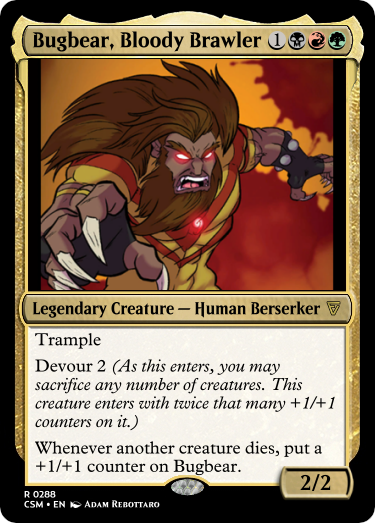 Bugbear, Bloody Brawler 1
Legendary Creature — Human Berserker
Trample
Devour 2 (As this enters, you may
sacrifice any number of creatures. This
creature enters with twice that many +1/+1
counters on it.)
Whenever another creature dies, put a
+1/+1 counter on Bugbear.
2/2
R 0288
CSM • EN Adam Rebottaro